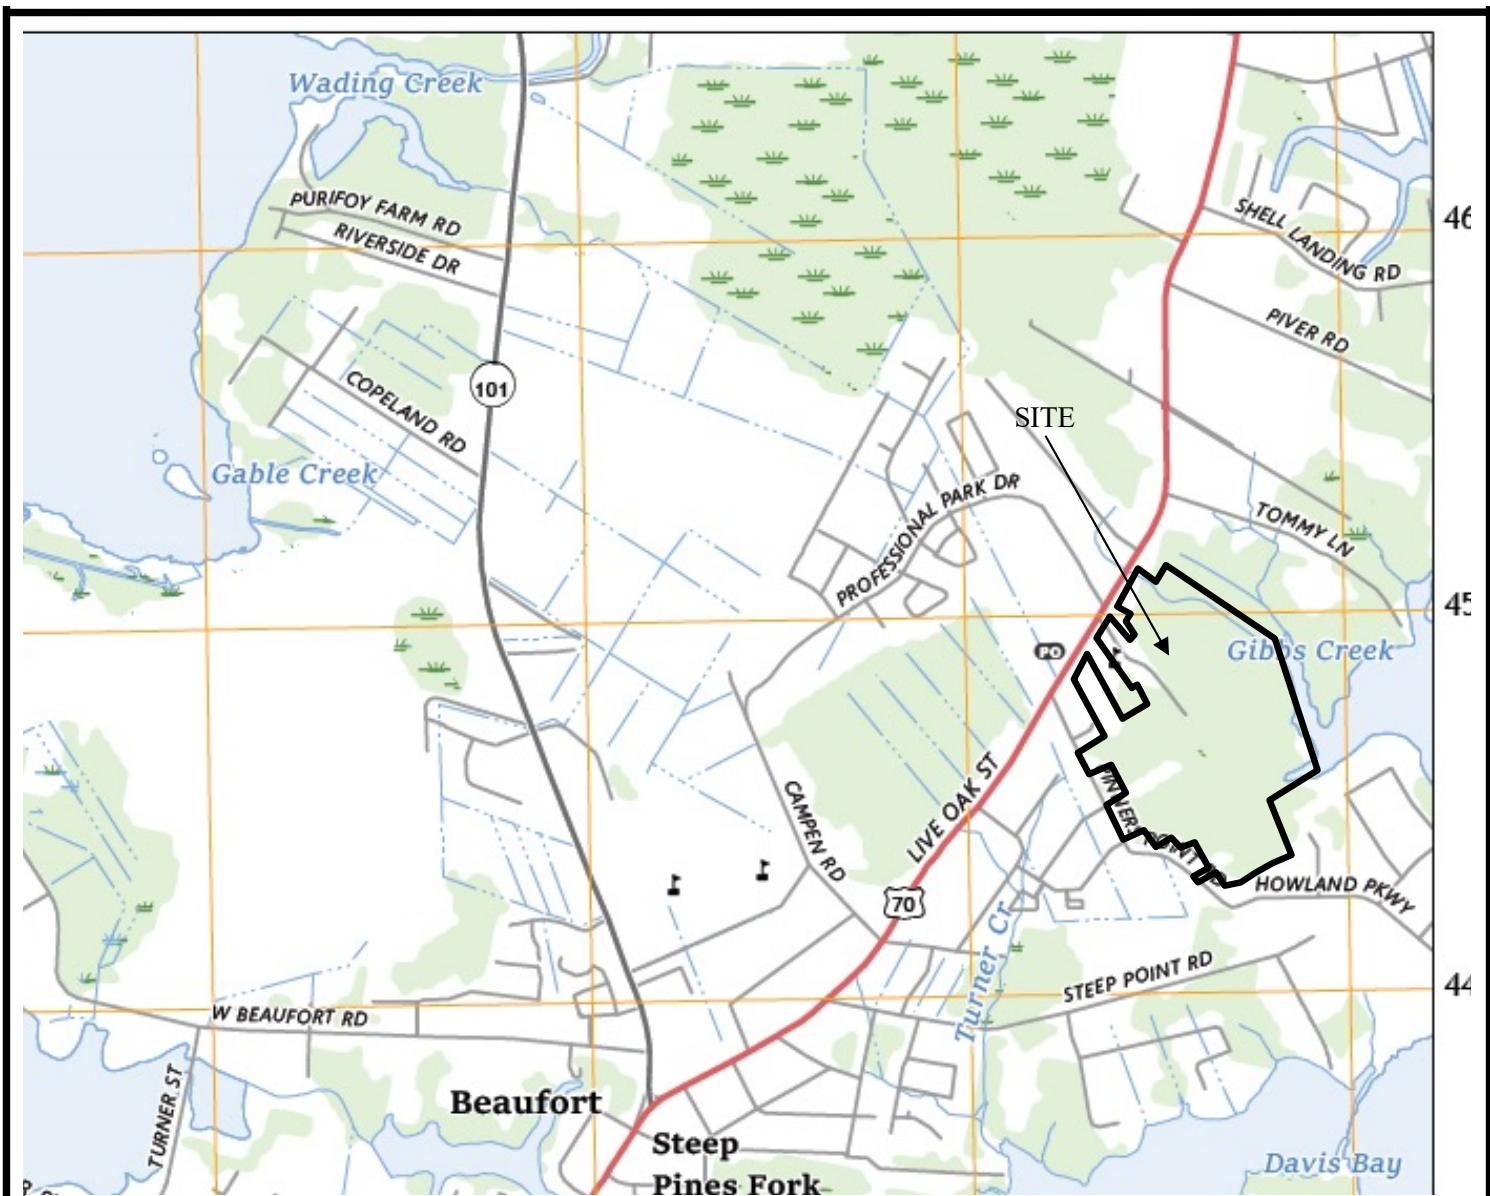 Wading Creek
PURIFOY FARM RD
RIVERSIDE DR
46
SHELL LANDING RD
PIVER RD
101
COPELAND RD
SITE
Gable Creek
PROFESSIONAL PARK DR
TOMMY LN
45
PO
Gibbs Creek
CAMPEN RD
LIVE OAK ST
70
HOWLAND PKWY
Turner Cr
STEEP POINT RD
44
W BEAUFORT RD
TURNER ST
Beaufort
Steep
Pines Fork
Davis Bay